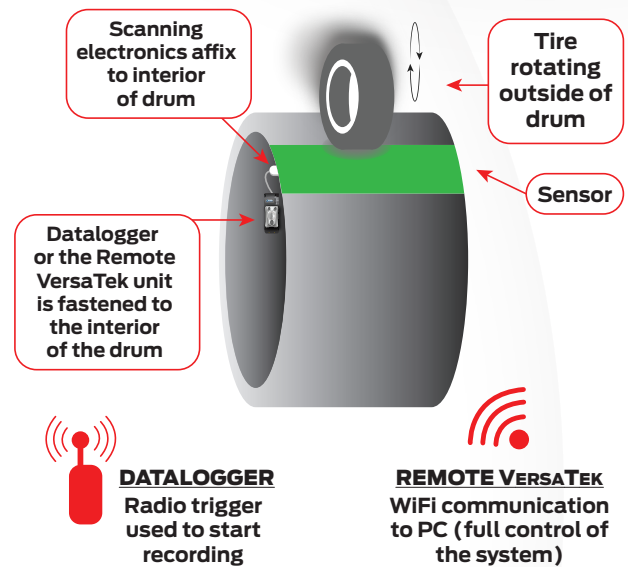 Scanning
electronics affix
to interior
of drum
Tire
rotating
outside of
drum
Sensor
Datalogger
or the Remote
VersaTek unit
is fastened to
the interior
of the drum
DATALOGGER
Radio trigger
used to start
recording
REMOTE VERSATEK
WiFi communication
to PC (full control of
the system)